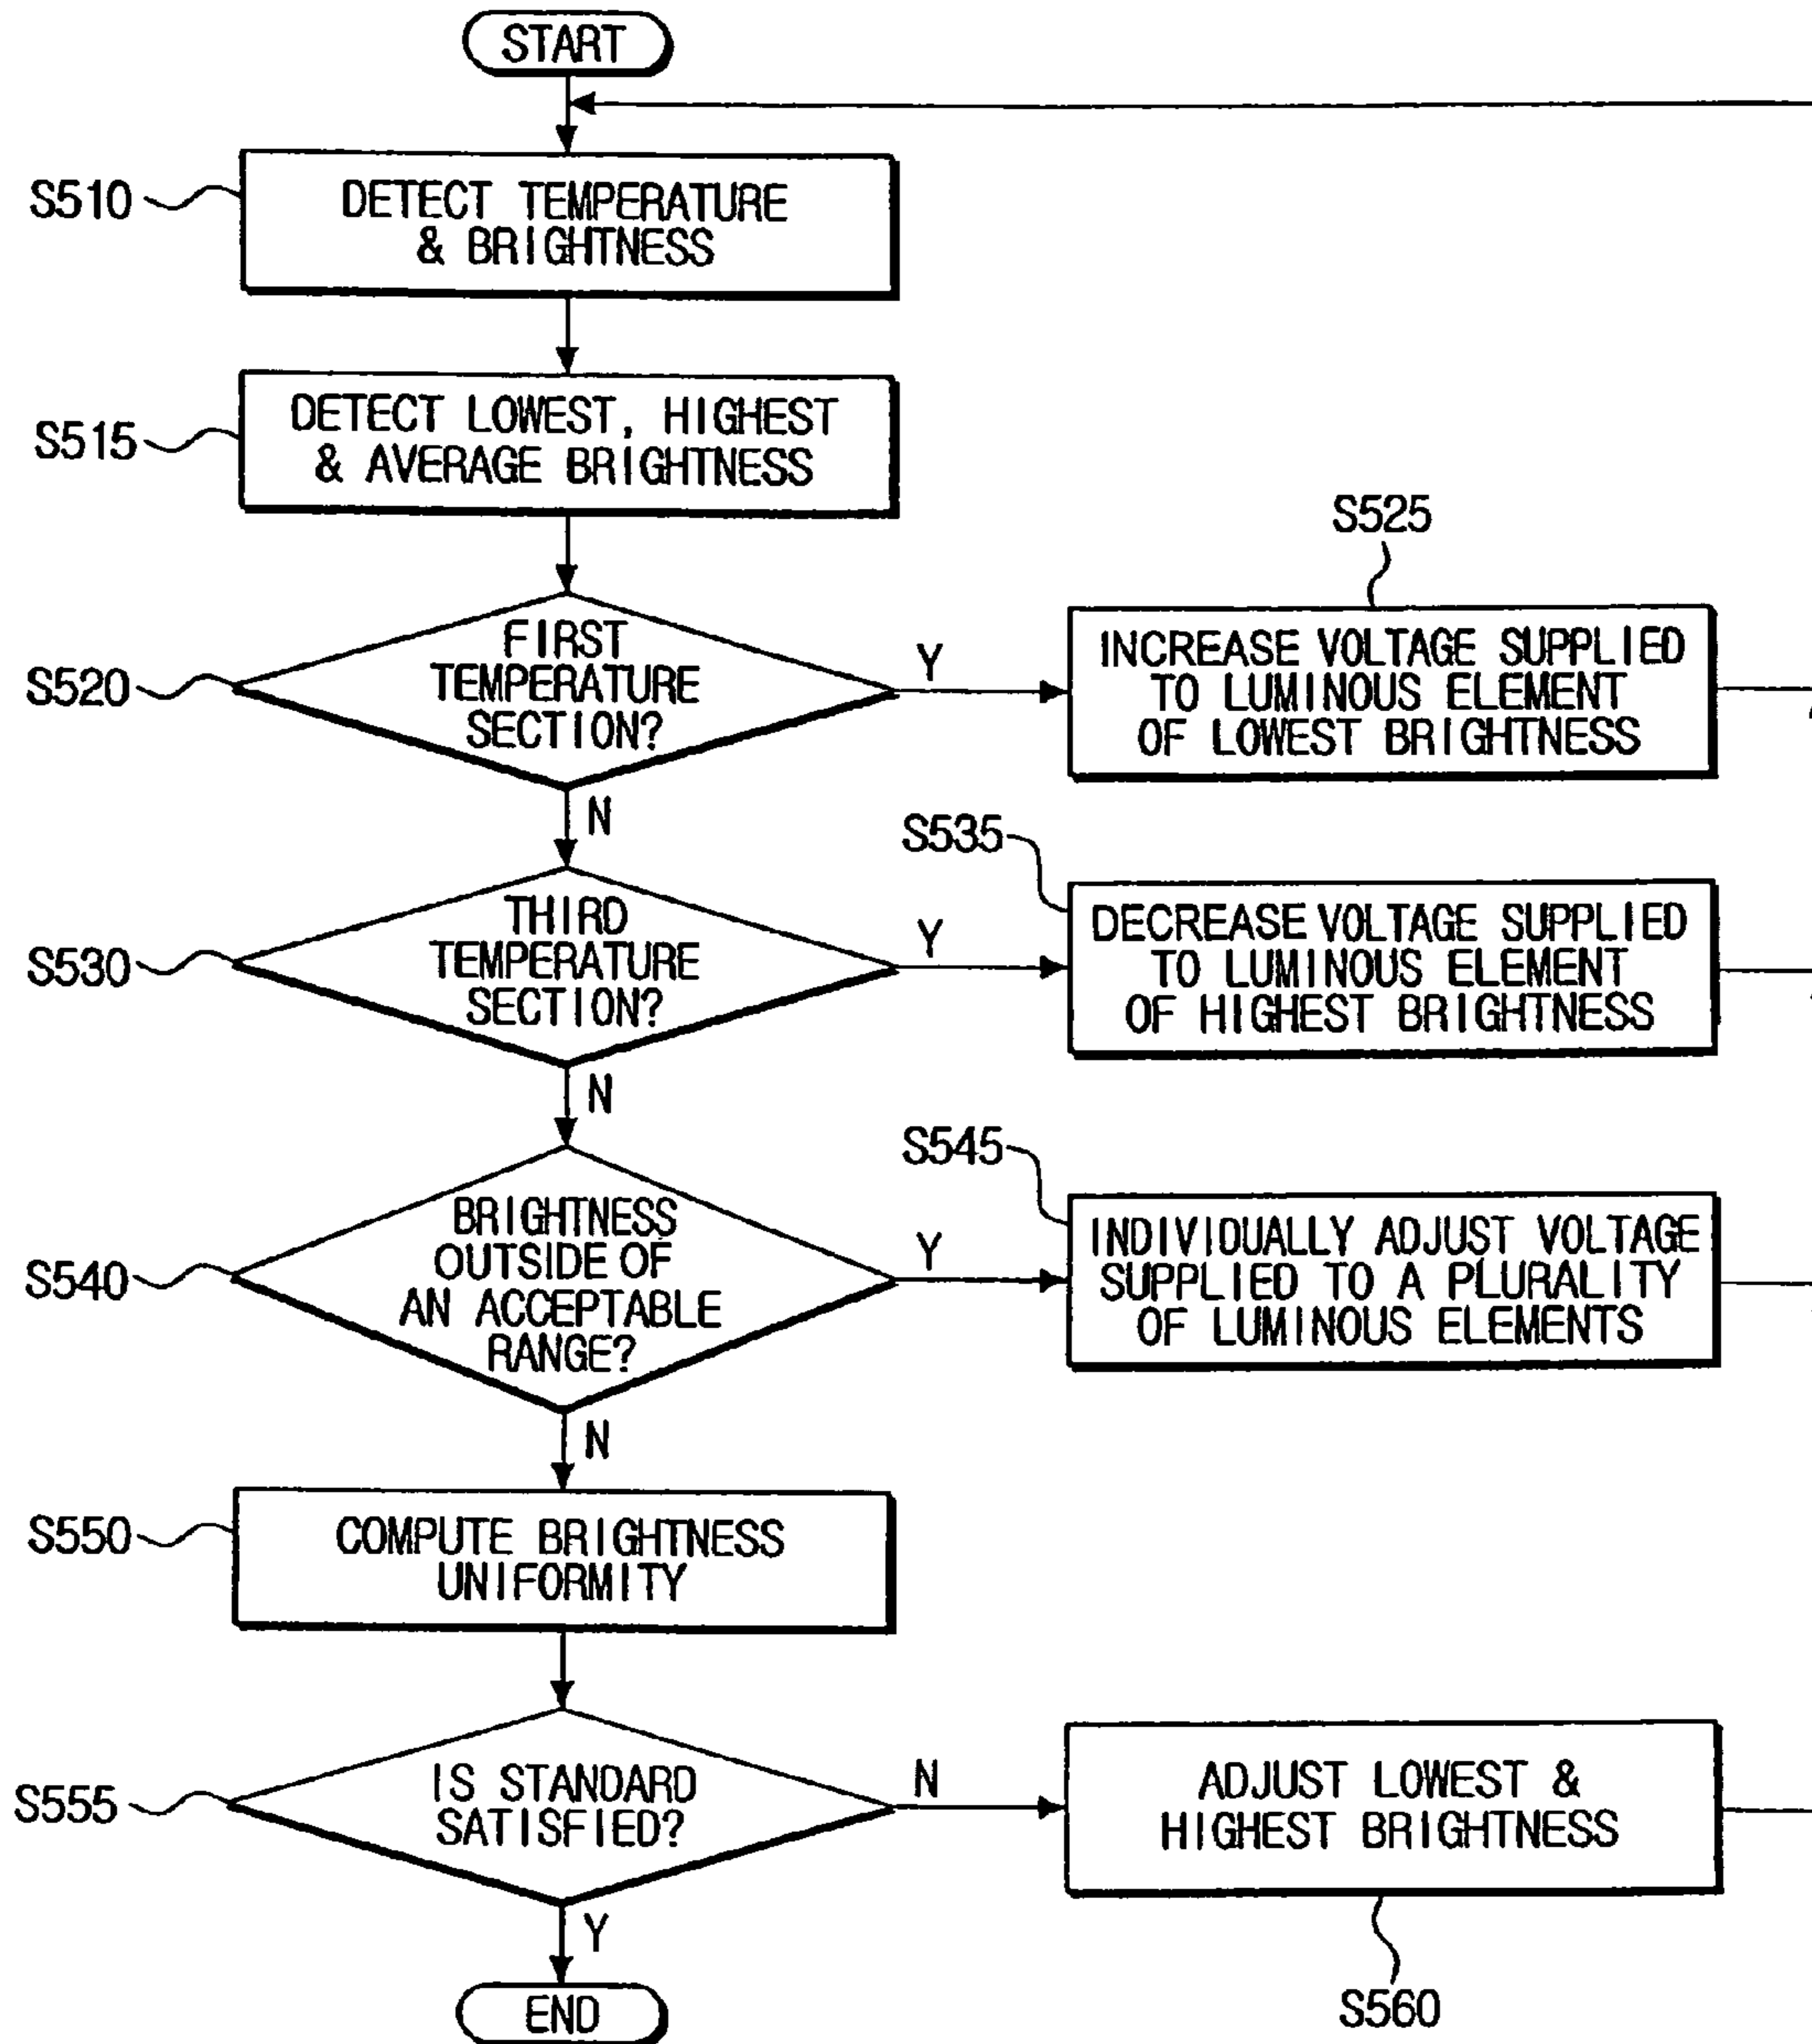 START
S510
DETECT TEMPERATURE
& BRIGHTNESS
S515
DETECT LOWEST, HIGHEST
& AVERAGE BRIGHTNESS
S520
FIRST
TEMPERATURE
SECTION?
Y
N
S525
INCREASE VOLTAGE SUPPLIED
TO LUMINOUS ELEMENT
OF LOWEST BRIGHTNESS
S530
THIRD
TEMPERATURE
SECTION?
Y
N
S535
DECREASE VOLTAGE SUPPLIED
TO LUMINOUS ELEMENT
OF HIGHEST BRIGHTNESS
S540
BRIGHTNESS
OUTSIDE OF
AN ACCEPTABLE
RANGE?
Y
N
S545
INDIVIDUALLY ADJUST VOLTAGE
SUPPLIED TO A PLURALITY
OF LUMINOUS ELEMENTS
S550
COMPUTE BRIGHTNESS
UNIFORMITY
S555
IS STANDARD
SATISFIED?
N
Y
ADJUST LOWEST &
HIGHEST BRIGHTNESS
S560
END